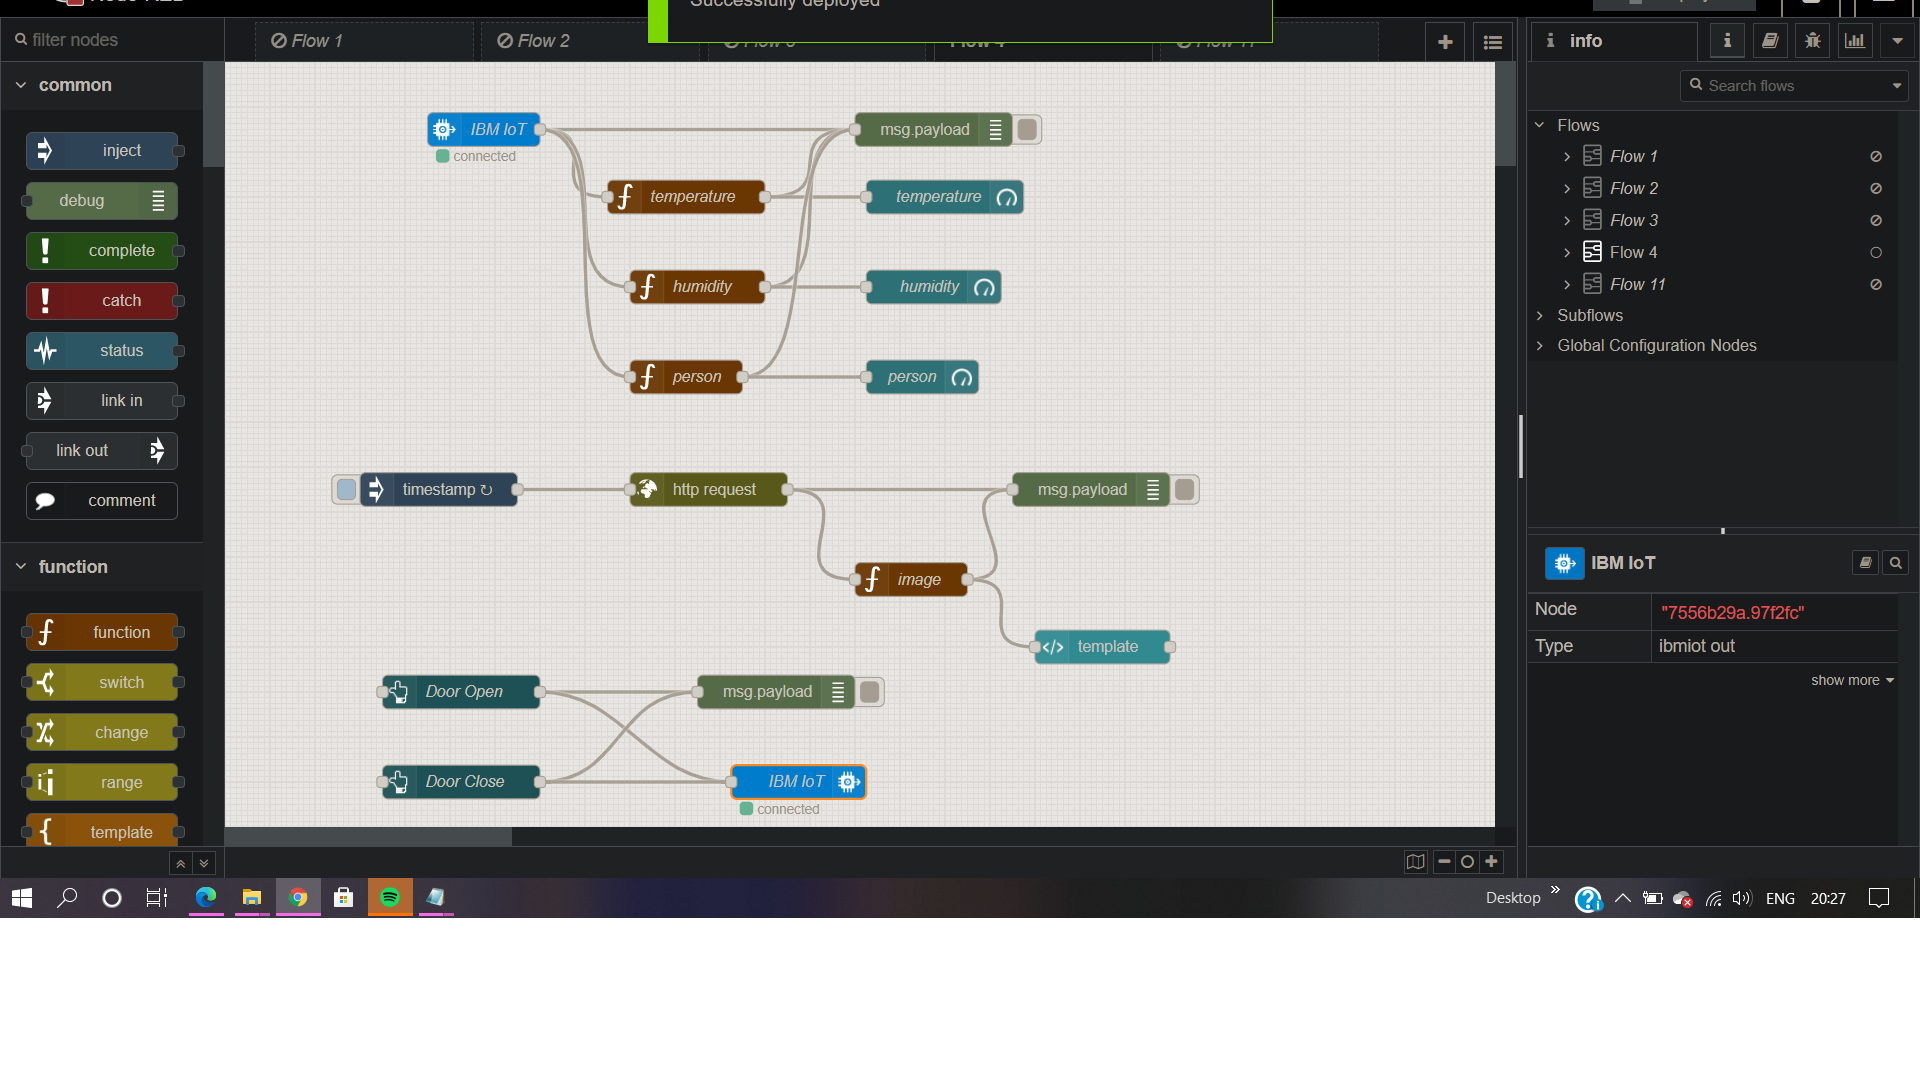 Successfully deployed
filter nodes
Flow 1
Flow 2
info
common
inject
debug
complete
catch
status
link in
link out
comment
function
function
switch
change
range
template
IBM IoT
connected
msg.payload
temperature
temperature
humidity
humidity
person
person
timestamp ↻
http request
msg.payload
image
template
Door Open
msg.payload
Door Close
IBM IoT
connected
Search flows
Flows
Flow 1
Flow 2
Flow 3
Flow 4
Flow 11
Subflows
Global Configuration Nodes
IBM IoT
Node
"7556b29a.97f2fc"
Type
ibmiot out
show more
Desktop
ENG
20:27